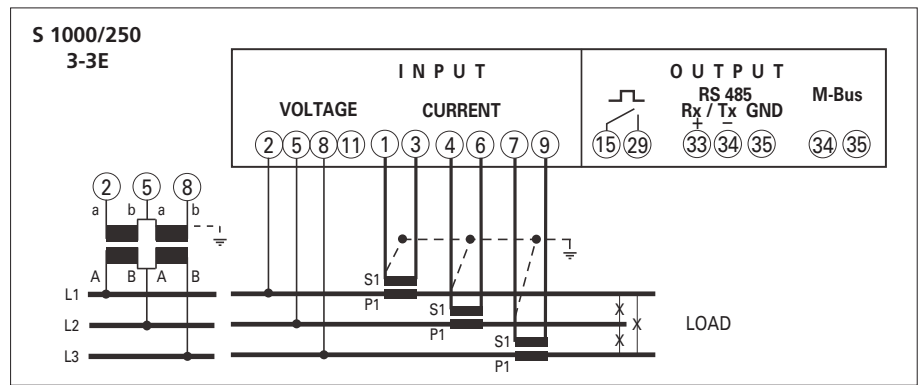 S 1000/250
3-3E
INPUT
OUTPUT
VOLTAGE
CURRENT
RS 485
Rx / Tx GND
+ −
M-Bus
2 5 8 11 1 3 4 6 7 9
15 29 33 34 35 34 35
2 5 8
a b a b
A B A B
S1
P1
S1
P1
S1
P1
L1
L2
L3
X
X
X
LOAD